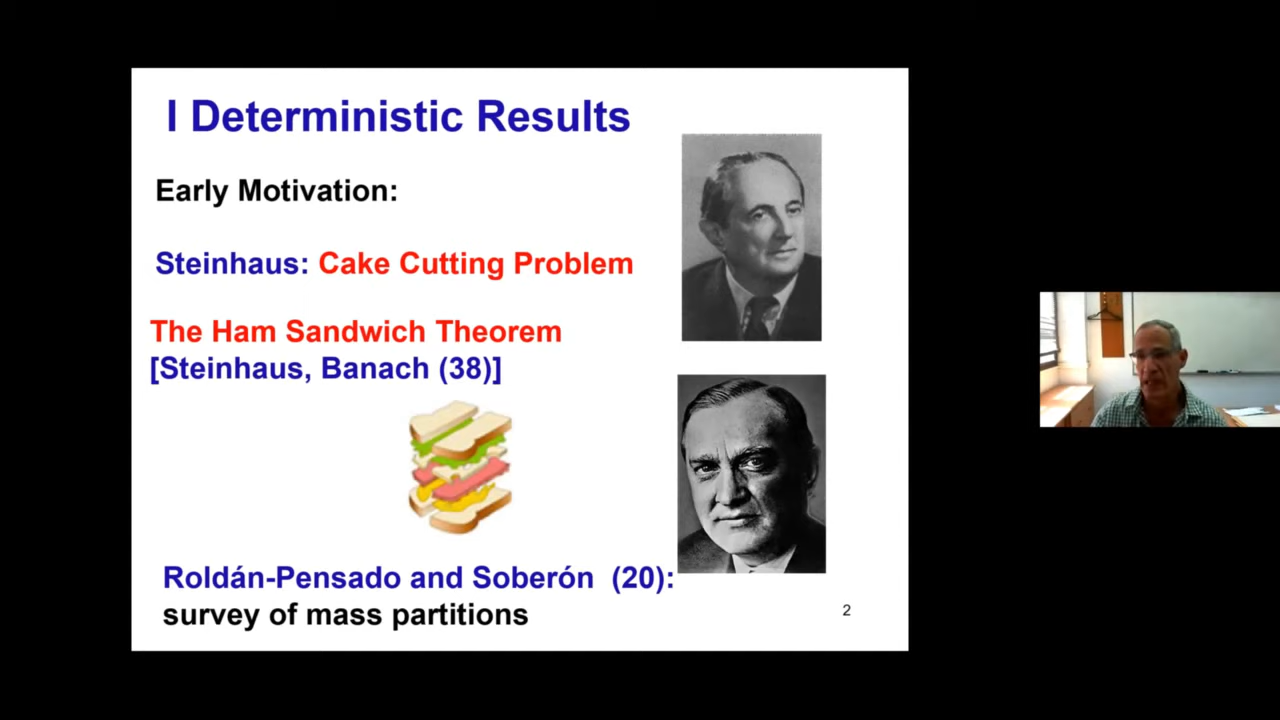 I Deterministic Results
Early Motivation:
Steinhaus: Cake Cutting Problem
The Ham Sandwich Theorem
[Steinhaus, Banach (38)]
Roldán-Pensado and Soberón (20):
survey of mass partitions
2